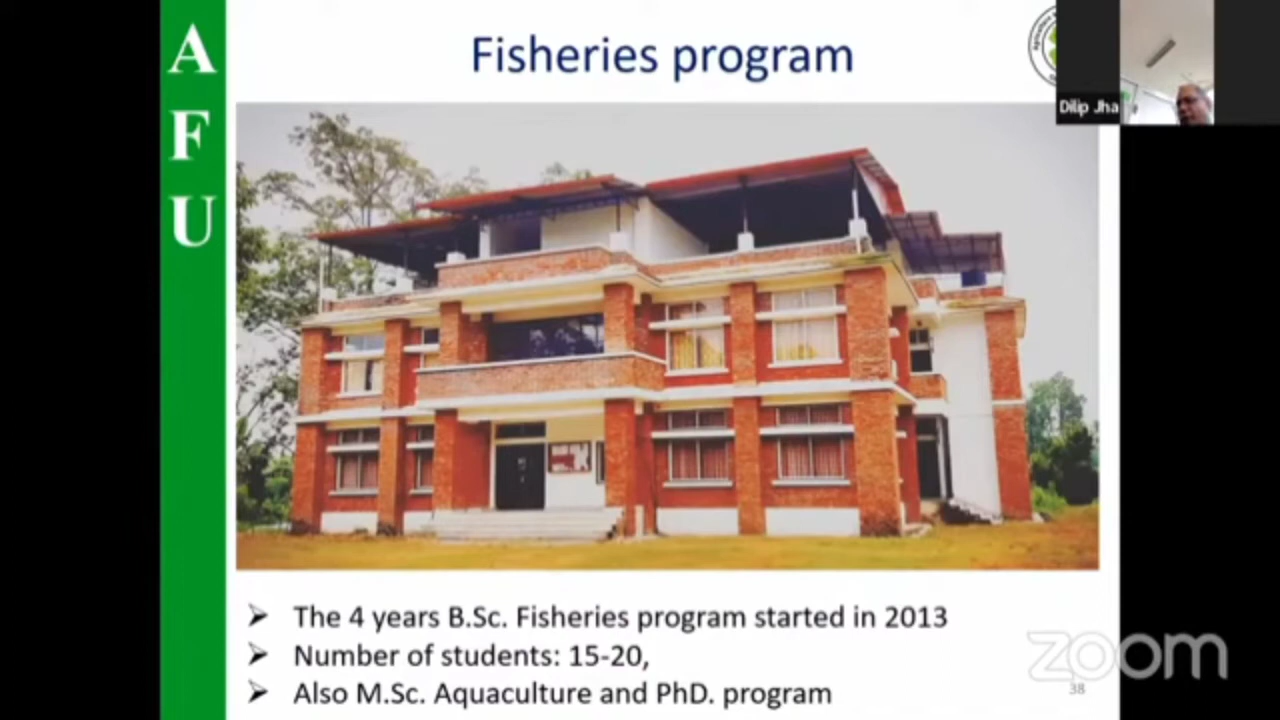 A
F
U
Fisheries program
Dilip Jha
➢ The 4 years B.Sc. Fisheries program started in 2013
➢ Number of students: 15-20,
➢ Also M.Sc. Aquaculture and PhD. program
zoom
38